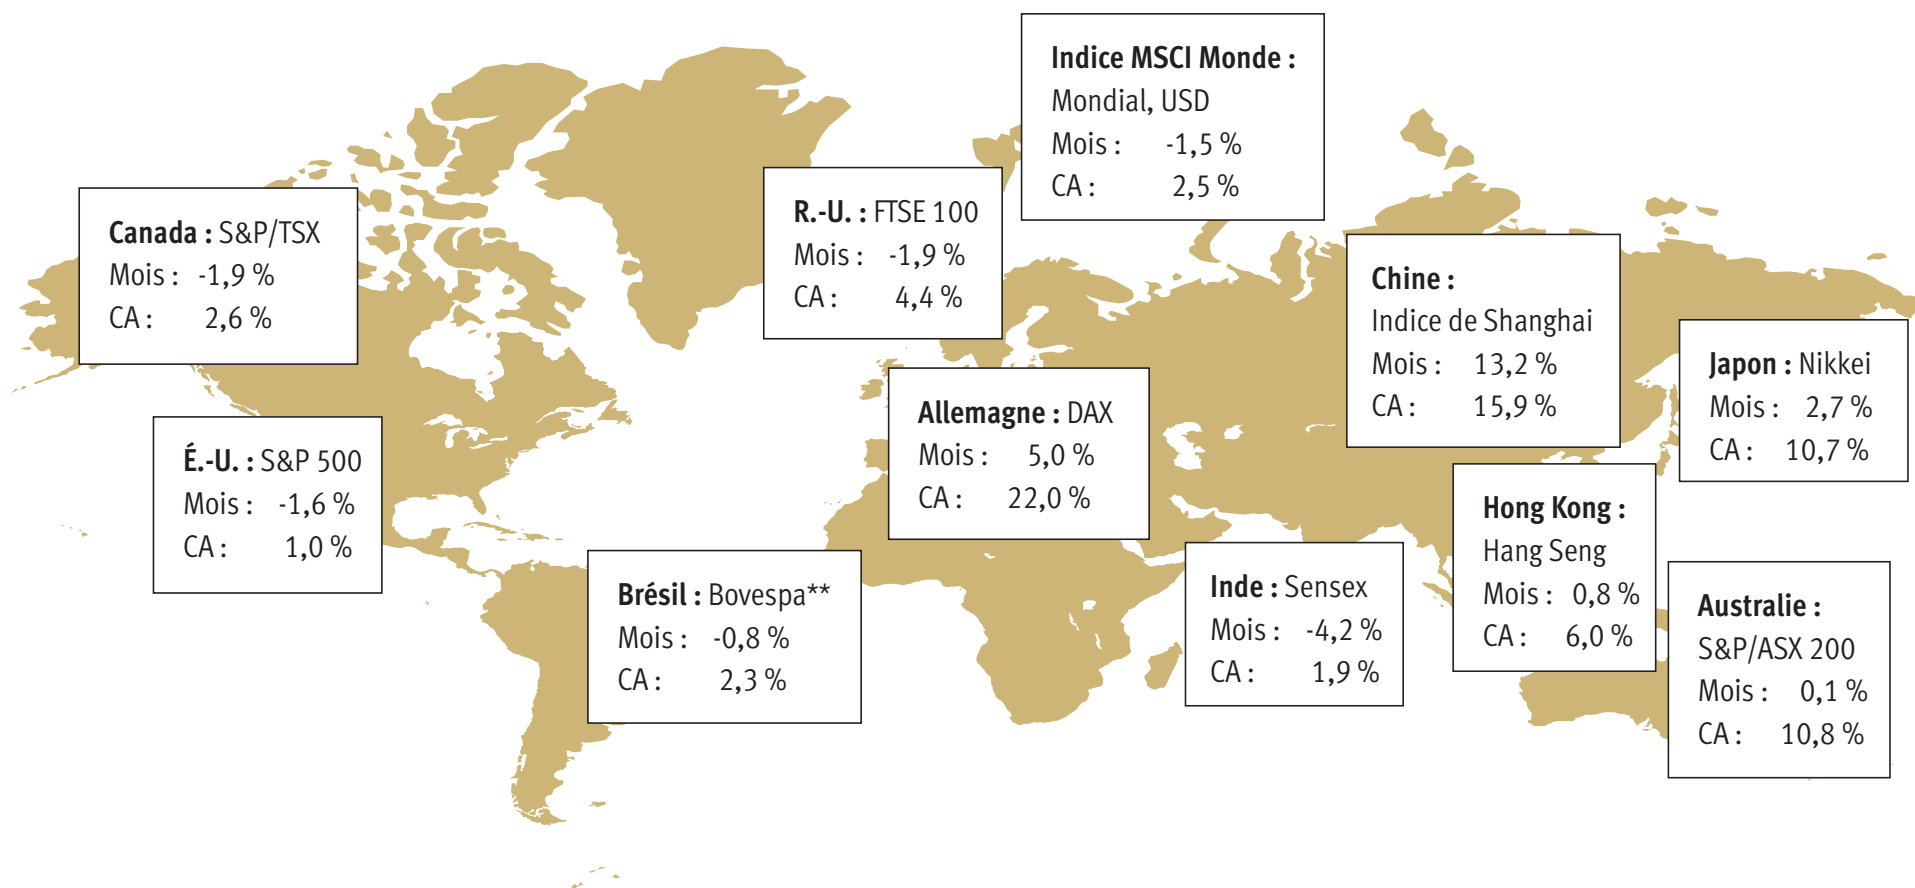 Indice MSCI Monde :
Mondial, USD
Mois : -1,5 %
CA : 2,5 %
Canada : S&P/TSX
Mois : -1,9 %
CA : 2,6 %
R.-U. : FTSE 100
Mois : -1,9 %
CA : 4,4 %
Chine :
Indice de Shanghai
Mois : 13,2 %
CA : 15,9 %
Japon : Nikkei
Mois : 2,7 %
CA : 10,7 %
Allemagne : DAX
Mois : 5,0 %
CA : 22,0 %
É.-U. : S&P 500
Mois : -1,6 %
CA : 1,0 %
Hong Kong :
Hang Seng
Mois : 0,8 %
CA : 6,0 %
Brésil : Bovespa**
Mois : -0,8 %
CA : 2,3 %
Inde : Sensex
Mois : -4,2 %
CA : 1,9 %
Australie :
S&P/ASX 200
Mois : 0,1 %
CA : 10,8 %